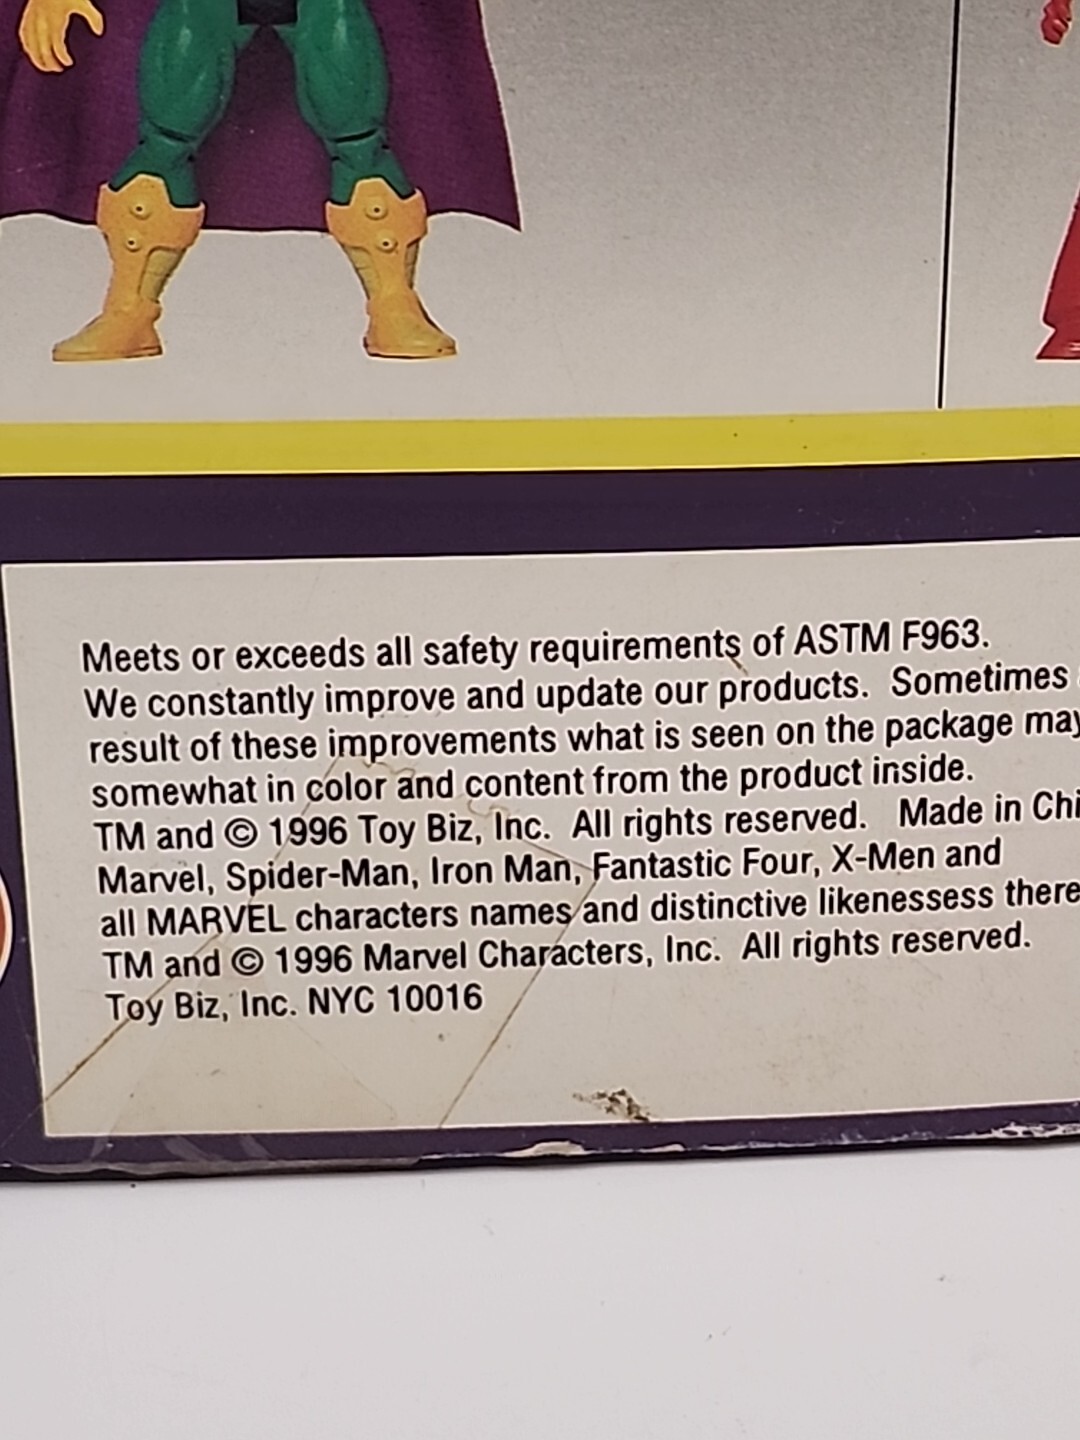 Meets or exceeds all safety requirements of ASTM F963.
We constantly improve and update our products. Sometimes
result of these improvements what is seen on the package may
somewhat in color and content from the product inside.
TM and © 1996 Toy Biz, Inc. All rights reserved. Made in Chi
Marvel, Spider-Man, Iron Man, Fantastic Four, X-Men and
all MARVEL characters names and distinctive likenessess there
TM and © 1996 Marvel Characters, Inc. All rights reserved.
Toy Biz, Inc. NYC 10016